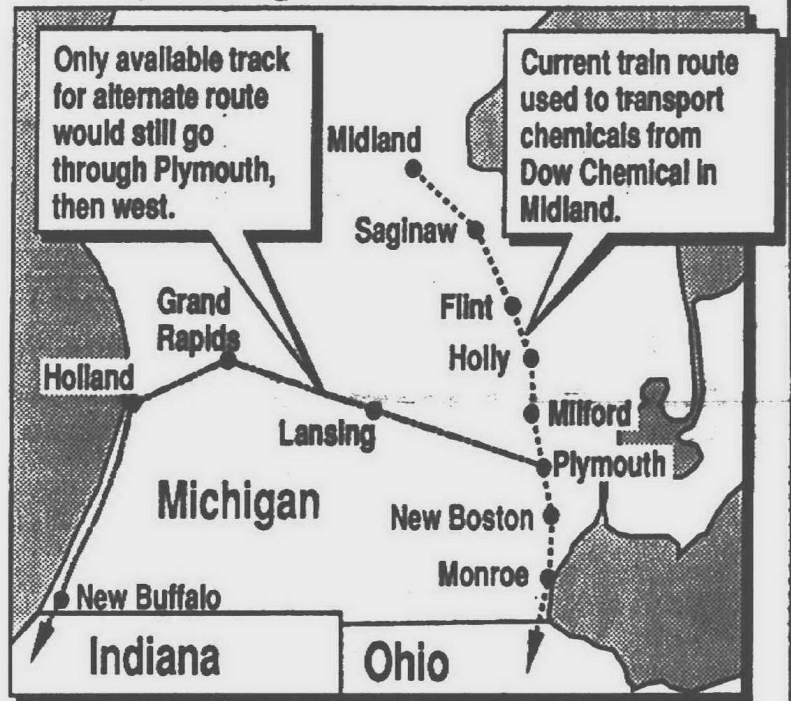 Only available track
for alternate route
would still go
through Plymouth,
then west.
Current train route
used to transport
chemicals from
Dow Chemical in
Midland.
Midland
Saginaw
Flint
Grand
Rapids
Holly
Holland
Milford
Lansing
Plymouth
Michigan
New Boston
Monroe
New Buffalo
Indiana
Ohio